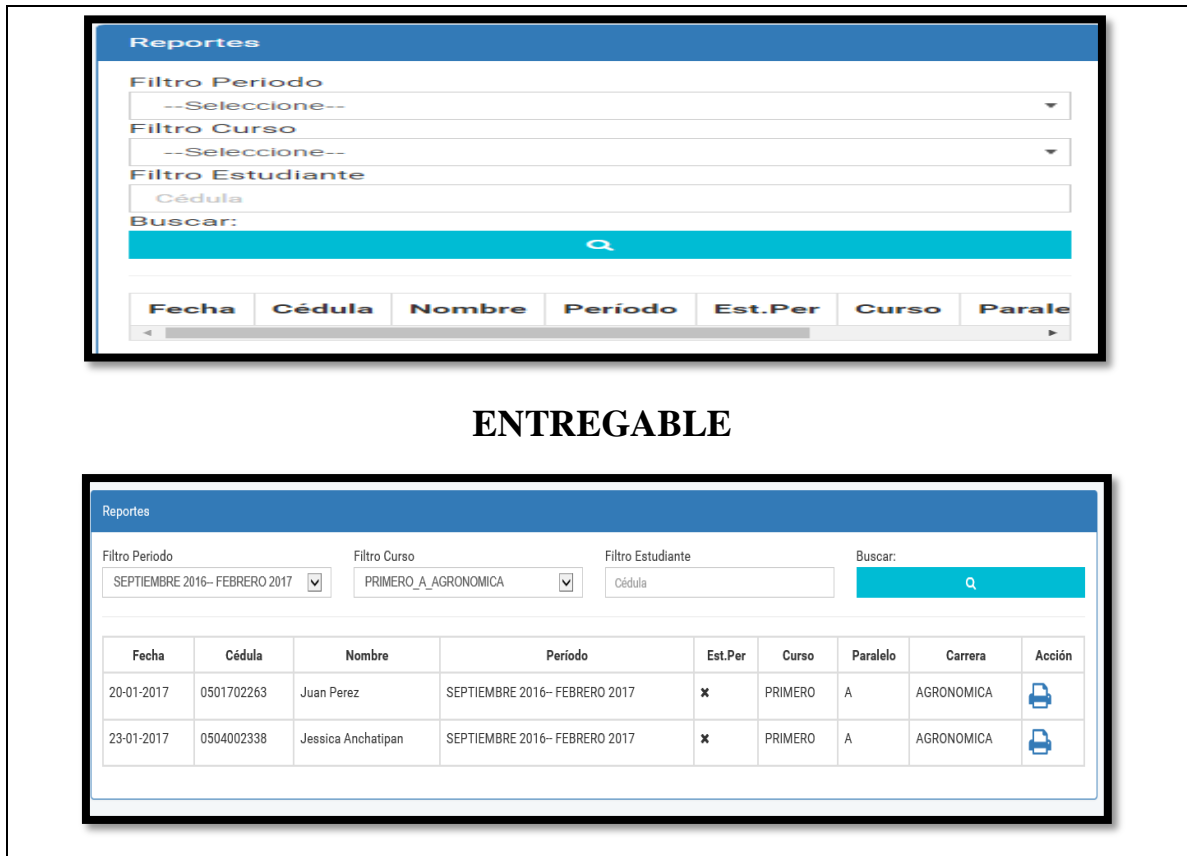 Reportes
Filtro Periodo
--Seleccione--
Filtro Curso
--Seleccione--
Filtro Estudiante
Cédula
Buscar:
Fecha Cédula Nombre Período Est.Per Curso Parale
ENTREGABLE
Reportes
Filtro Periodo Filtro Curso Filtro Estudiante Buscar:
SEPTIEMBRE 2016-- FEBRERO 2017 PRIMERO_A_AGRONOMICA Cédula
Fecha Cédula Nombre Período Est.Per Curso Paralelo Carrera Acción
20-01-2017 0501702263 Juan Perez SEPTIEMBRE 2016-- FEBRERO 2017 PRIMERO A AGRONOMICA
23-01-2017 0504002338 Jessica Anchatipan SEPTIEMBRE 2016-- FEBRERO 2017 PRIMERO A AGRONOMICA